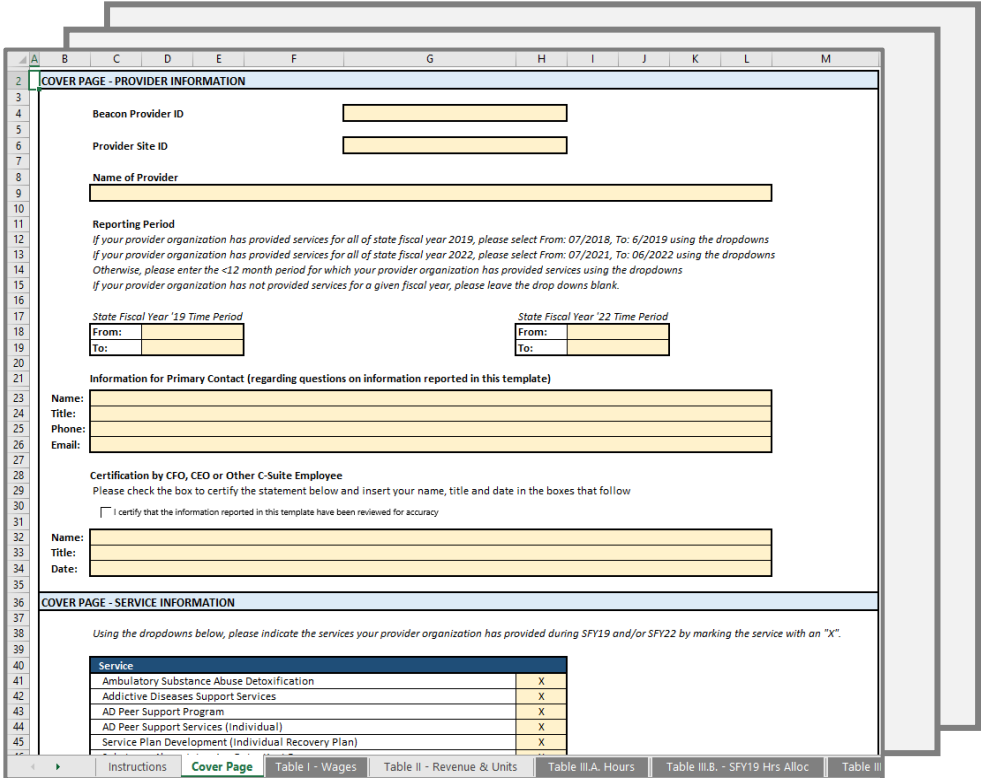 A B C D E F G H I J K L M
2 COVER PAGE - PROVIDER INFORMATION
3
4 Beacon Provider ID
5
6 Provider Site ID
7
8 Name of Provider
9
10
11 Reporting Period
12 If your provider organization has provided services for all of state fiscal year 2019, please select From: 07/2018, To: 6/2019 using the dropdowns
13 If your provider organization has provided services for all of state fiscal year 2022, please select From: 07/2021, To: 06/2022 using the dropdowns
14 Otherwise, please enter the <12 month period for which your provider organization has provided services using the dropdowns
15 If your provider organization has not provided services for a given fiscal year, please leave the drop downs blank.
16
17 State Fiscal Year '19 Time Period State Fiscal Year '22 Time Period
18 From: From:
19 To: To:
20
21 Information for Primary Contact (regarding questions on information reported in this template)
23 Name:
24 Title:
25 Phone:
26 Email:
27
28 Certification by CFO, CEO or Other C-Suite Employee
29 Please check the box to certify the statement below and insert your name, title and date in the boxes that follow
30 I certify that the information reported in this template have been reviewed for accuracy
31
32 Name:
33 Title:
34 Date:
35
36 COVER PAGE - SERVICE INFORMATION
37
38 Using the dropdowns below, please indicate the services your provider organization has provided during SFY19 and/or SFY22 by marking the service with an "X".
39
40 Service
41 Ambulatory Substance Abuse Detoxification X
42 Addictive Diseases Support Services X
43 AD Peer Support Program X
44 AD Peer Support Services (Individual) X
45 Service Plan Development (Individual Recovery Plan) X
Instructions Cover Page Table I - Wages Table II - Revenue & Units Table III.A. Hours Table III.B. - SFY19 Hrs Alloc Table III